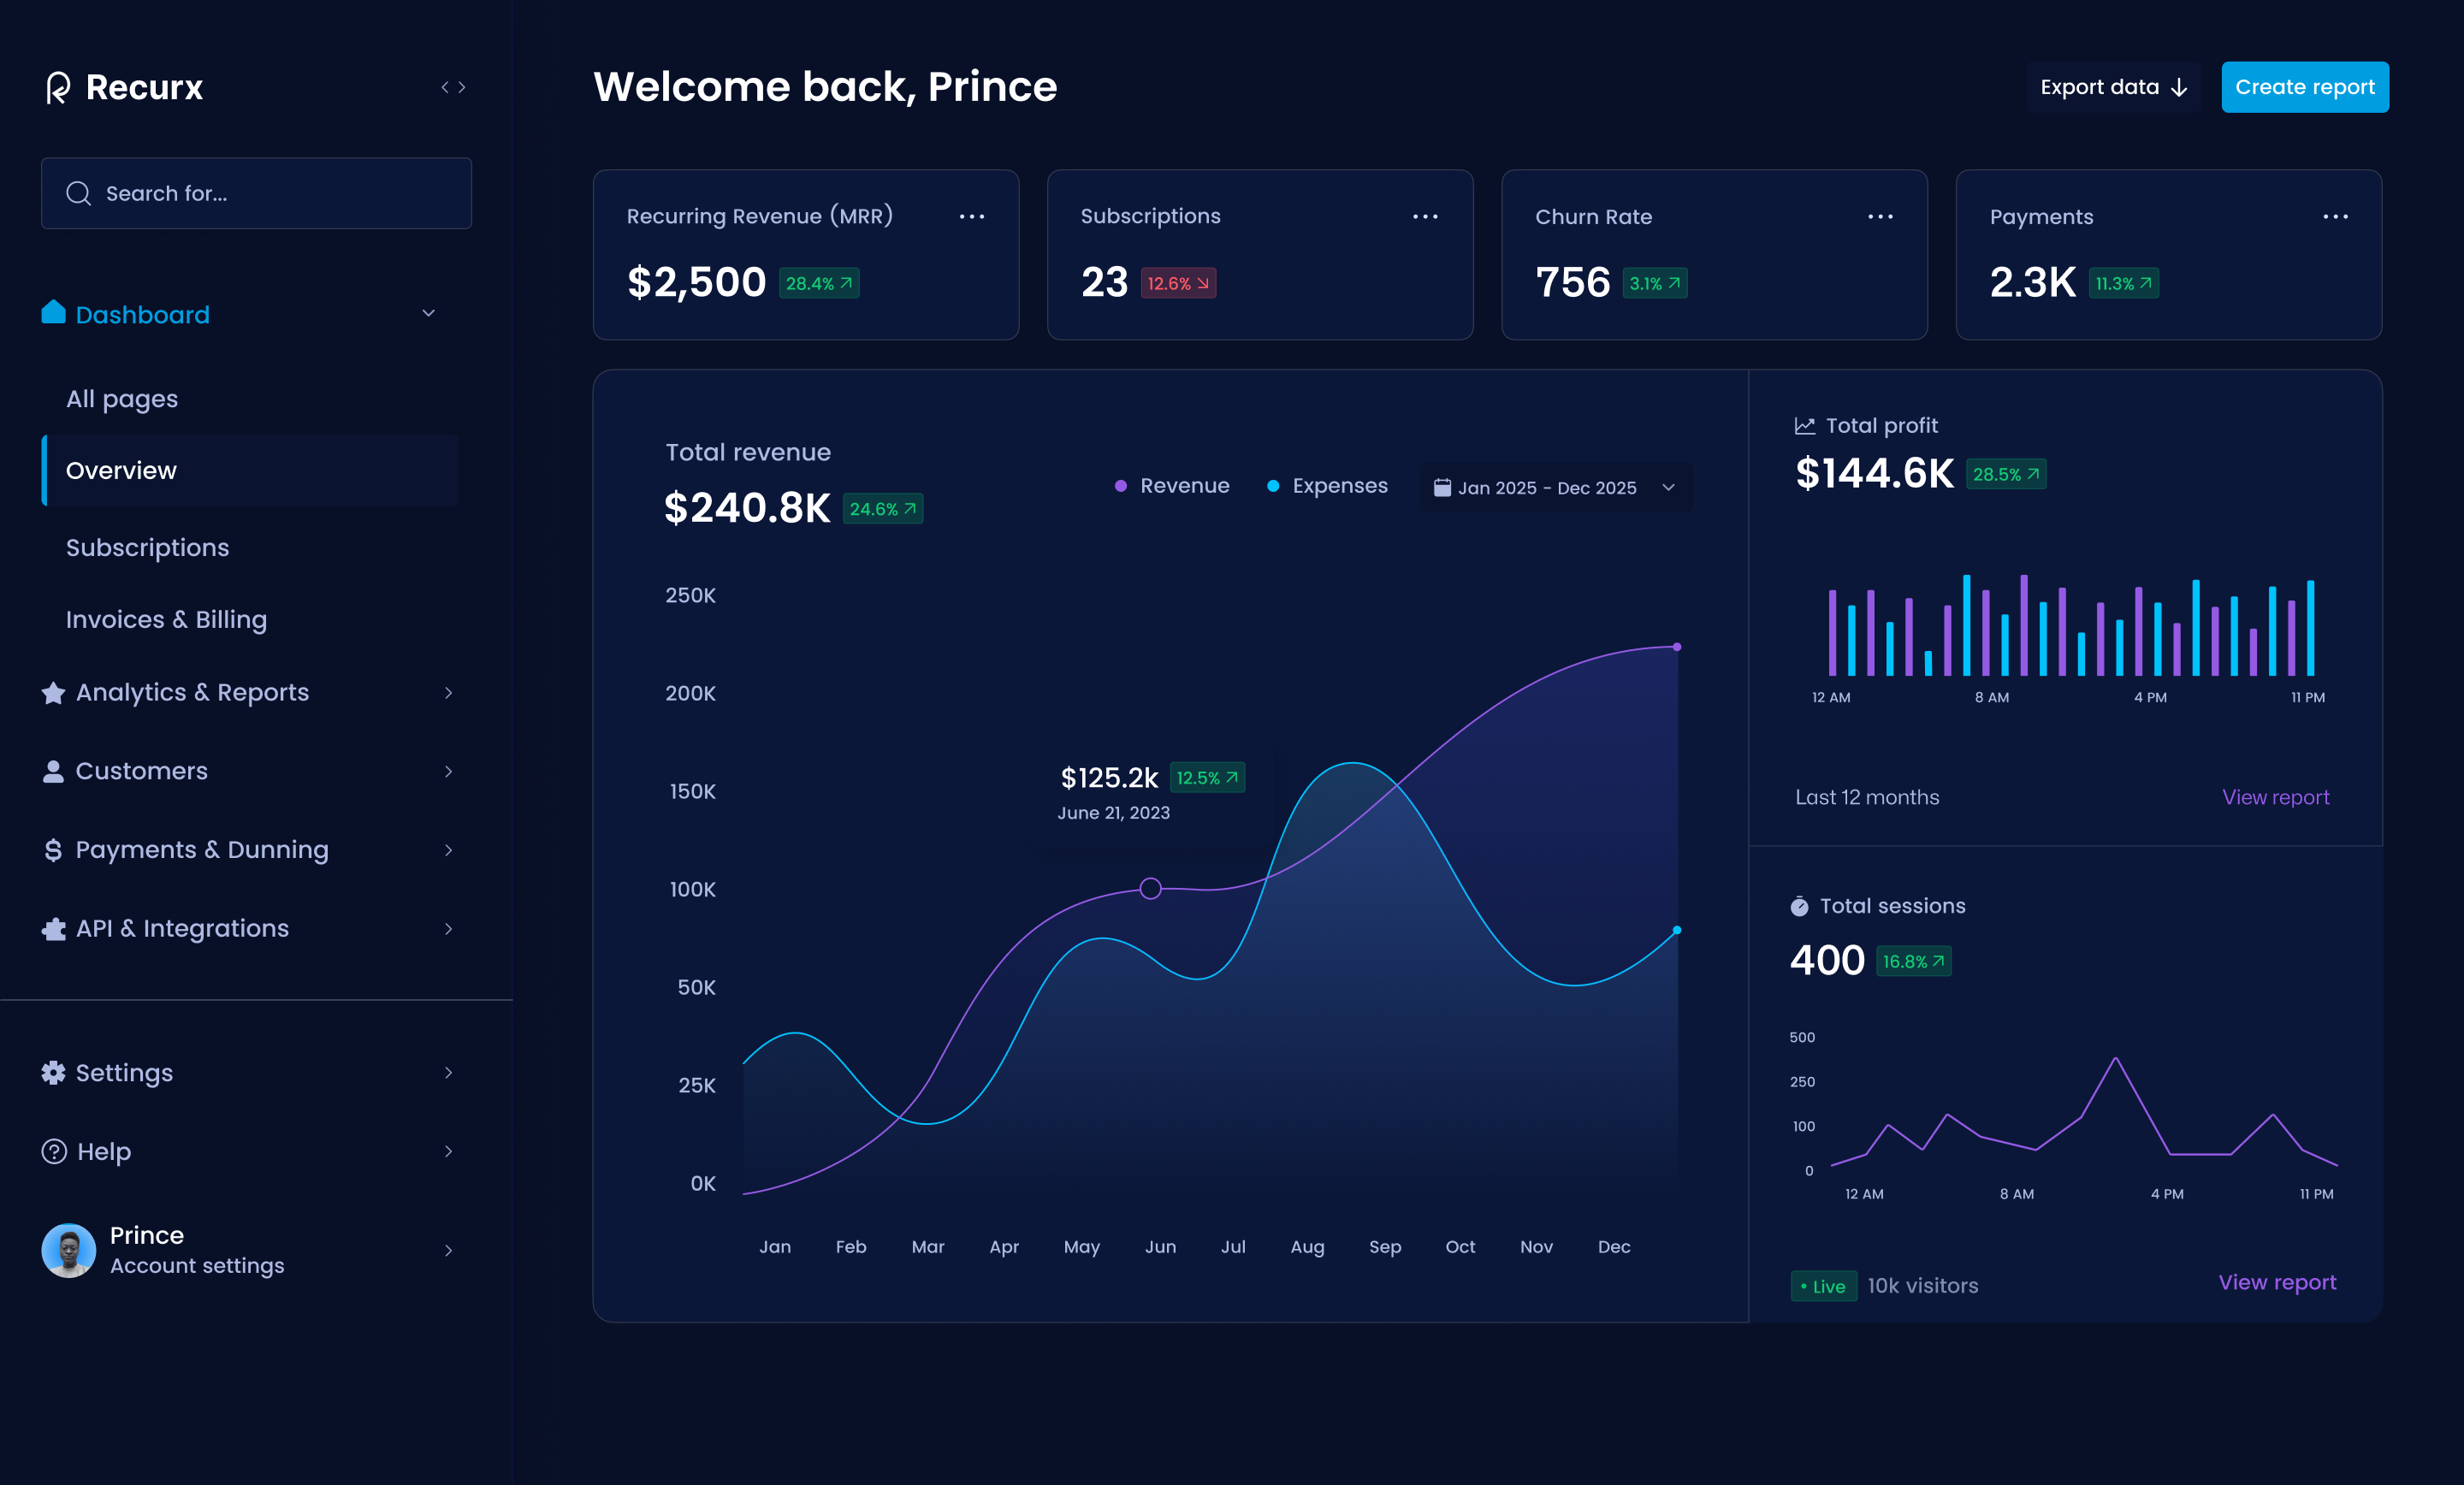 Recurx
Search for...
Dashboard
All pages
Overview
Subscriptions
Invoices & Billing
Analytics & Reports
Customers
Payments & Dunning
API & Integrations
Settings
Help
Prince
Account settings
Welcome back, Prince
Export data
Create report
Recurring Revenue (MRR)
$2,500 28.4%
Subscriptions
23 12.6%
Churn Rate
756 3.1%
Payments
2.3K 11.3%
Total revenue
$240.8K 24.6%
Revenue
Expenses
Jan 2025 - Dec 2025
250K
200K
150K
100K
50K
25K
0K
$125.2k 12.5%
June 21, 2023
Jan Feb Mar Apr May Jun Jul Aug Sep Oct Nov Dec
Total profit
$144.6K 28.5%
12 AM 8 AM 4 PM 11 PM
Last 12 months
View report
Total sessions
400 16.8%
500
250
100
0
12 AM 8 AM 4 PM 11 PM
Live 10k visitors
View report